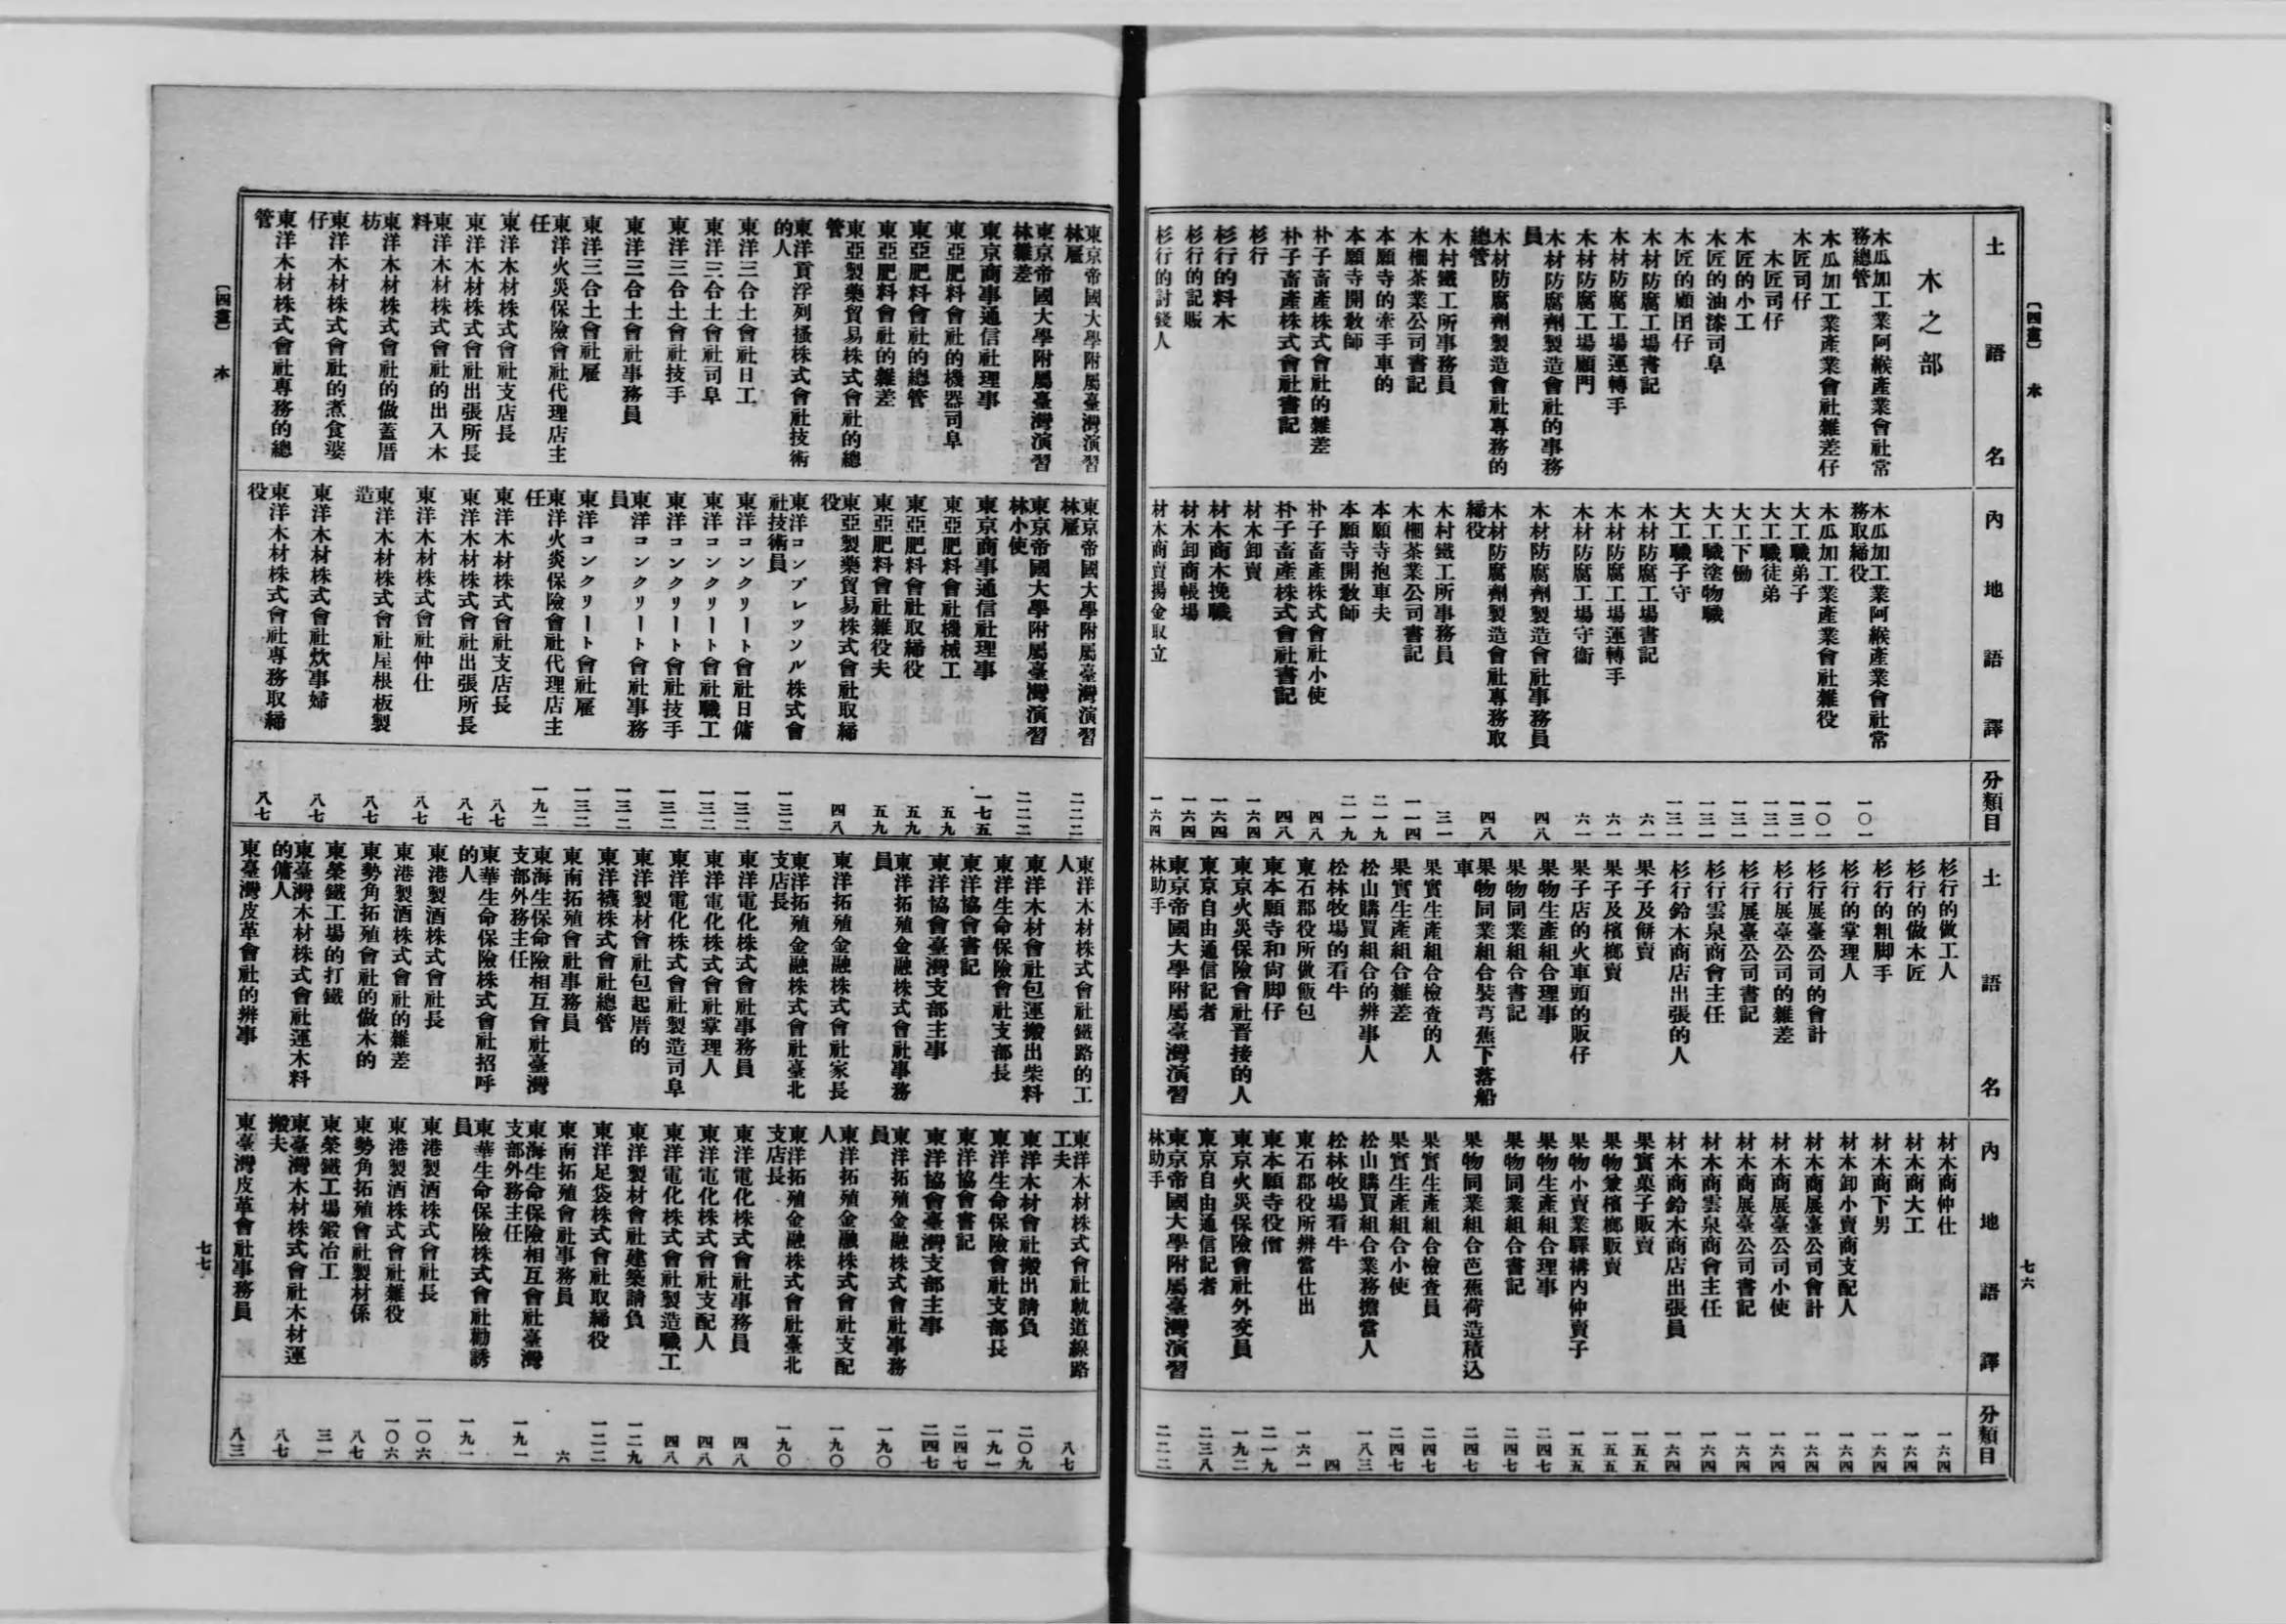 〔四畫〕 木
七六
土語名
內地語譯
分類目
木之部
木瓜加工業阿緱產業會社常
務總管
木瓜加工業產業會社雜差仔
木匠司仔
木匠司仔
木匠的小工
木匠的油漆司阜
木匠的顧囝仔
木材防腐工場書記
木材防腐工場運轉手
木材防腐工場顧門
木材防腐劑製造會社的事務
員
木材防腐劑製造會社專務的
總管
木村鐵工所事務員
木柵茶業公司書記
本願寺的牽手車的
本願寺開敎師
朴子畜產株式會社的雜差
朴子畜產株式會社書記
杉行
杉行的料木
杉行的記賬
杉行的討錢人
木瓜加工業阿緱產業會社常
務取締役
木瓜加工業產業會社雜役
大工職弟子
大工職徒弟
大工下働
大工職塗物職
大工職子守
木材防腐工場書記
木材防腐工場運轉手
木材防腐工場守衞
木材防腐劑製造會社事務員
木材防腐劑製造會社專務取
締役
木村鐵工所事務員
木柵茶業公司書記
本願寺抱車夫
本願寺開敎師
朴子畜產株式會社小使
朴子畜產株式會社書記
材木卸賣
材木商木挽職
材木卸商帳場
材木商賣揚金取立
一〇一
一〇一
一三一
一三一
一三一
一三一
一三一
六一
六一
六一
四八
四八
三一
一一四
二一九
二一九
四八
四八
一六四
一六四
一六四
一六四
土語名
內地語譯
分類目
杉行的做工人
杉行的做木匠
杉行的粗脚手
杉行的掌理人
杉行展臺公司的會計
杉行展臺公司的雜差
杉行展臺公司書記
杉行雲泉商會主任
杉行鈴木商店出張的人
果子及餅賣
果子及檳榔賣
果子店的火車頭的販仔
果物生產組合理事
果物同業組合書記
果物同業組合裝芎蕉下落船
車
果實生產組合檢查的人
果實生產組合雜差
松山購買組合的辨事人
松林牧場的看牛
東石郡役所做飯包
東本願寺和尙脚仔
東京火災保險會社晋接的人
東京自由通信記者
東京帝國大學附屬臺灣演習
林助手
材木商仲仕
材木商大工
材木商下男
材木卸小賣商支配人
材木商展臺公司會計
材木商展臺公司小使
材木商展臺公司書記
材木商雲泉商會主任
材木商鈴木商店出張員
果實菓子販賣
果物兼檳榔販賣
果物小賣業驛構內仲賣子
果物生產組合理事
果物同業組合書記
果物同業組合芭蕉荷造積込
果實生產組合檢查員
果實生產組合小使
松山購買組合業務擔當人
松林牧場看牛
東石郡役所辨當仕出
東本願寺役僧
東京火災保險會社外交員
東京自由通信記者
東京帝國大學附屬臺灣演習
林助手
一六四
一六四
一六四
一六四
一六四
一六四
一六四
一六四
一六四
一五五
一五五
一五五
二四七
二四七
二四七
二四七
二四七
一八三
四
一六一
二一九
一九二
二三八
二二二
〔四畫〕 木
七七
東京帝國大學附屬臺灣演習
林雇
東京帝國大學附屬臺灣演習
林雜差
東京商事通信社理事
東亞肥料會社的機器司阜
東亞肥料會社的總管
東亞肥料會社的雜差
東亞製藥貿易株式會社的總
管
東洋貢浮列搔株式會社技術
的人
東洋三合土會社日工
東洋三合土會社司阜
東洋三合土會社技手
東洋三合土會社事務員
東洋三合土會社雇
東洋火災保險會社代理店主
任
東洋木材株式會社支店長
東洋木材株式會社出張所長
東洋木材株式會社的出入木
料
東洋木材株式會社的做蓋厝
枋
東洋木材株式會社的煮食婆
仔
東洋木材株式會社專務的總
管
東京帝國大學附屬臺灣演習
林雇
東京帝國大學附屬臺灣演習
林小使
東京商事通信社理事
東亞肥料會社機械工
東亞肥料會社取締役
東亞肥料會社雜役夫
東亞製藥貿易株式會社取締
役
東洋コンプレツソル株式會
社技術員
東洋コンクリート會社日傭
東洋コンクリート會社職工
東洋コンクリート會社技手
東洋コンクリート會社事務
員
東洋コンクリート會社雇
東洋火災保險會社代理店主
任
東洋木材株式會社支店長
東洋木材株式會社出張所長
東洋木材株式會社仲仕
東洋木材株式會社屋根板製
造
東洋木材株式會社炊事婦
東洋木材株式會社專務取締
役
二二二
二二二
一七五
五九
五九
五九
四八
一三二
一三二
一三二
一三二
一三二
一三二
一九二
八七
八七
八七
八七
八七
八七
東洋木材株式會社鐵路的工
人
東洋木材會社包運搬出柴料
東洋生命保險會社支部長
東洋協會書記
東洋協會臺灣支部主事
東洋拓殖金融株式會社事務
員
東洋拓殖金融株式會社家長
東洋拓殖金融株式會社臺北
支店長
東洋電化株式會社事務員
東洋電化株式會社掌理人
東洋電化株式會社製造司阜
東洋製材會社包起厝的
東洋襪株式會社總管
東南拓殖會社事務員
東海生保命險相互會社臺灣
支部外務主任
東華生命保險株式會社招呼
的人
東港製酒株式會社長
東港製酒株式會社的雜差
東勢角拓殖會社的做木的
東榮鐵工場的打鐵
東臺灣木材株式會社運木料
的傭人
東臺灣皮革會社的辨事
東洋木材株式會社軌道線路
工夫
東洋木材會社搬出請負
東洋生命保險會社支部長
東洋協會書記
東洋協會臺灣支部主事
東洋拓殖金融株式會社事務
員
東洋拓殖金融株式會社支配
人
東洋拓殖金融株式會社臺北
支店長
東洋電化株式會社事務員
東洋電化株式會社支配人
東洋電化株式會社製造職工
東洋製材會社建築請負
東洋足袋株式會社取締役
東南拓殖會社事務員
東海生命保險相互會社臺灣
支部外務主任
東華生命保險株式會社勸誘
員
東港製酒株式會社長
東港製酒株式會社雜役
東勢角拓殖會社製材係
東榮鐵工場鍛冶工
東臺灣木材株式會社木材運
搬夫
東臺灣皮革會社事務員
八七
二〇九
一九一
二四七
二四七
一九〇
一九〇
一九〇
四八
四八
四八
一二九
一二二
六
一九一
一九一
一〇六
一〇六
八七
三一
八七
八三